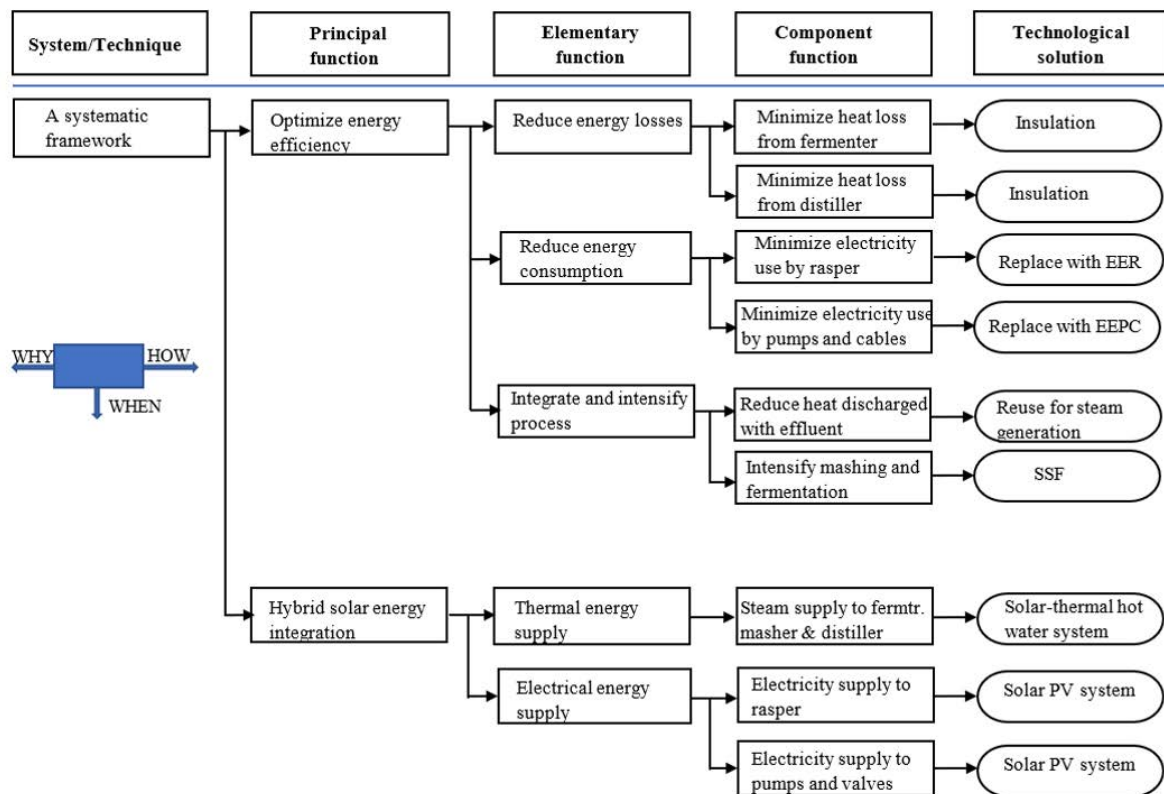 System/Technique
Principal
function
Elementary
function
Component
function
Technological
solution
A systematic
framework
Optimize energy
efficiency
Reduce energy losses
Minimize heat loss
from fermenter
Insulation
Minimize heat loss
from distiller
Insulation
Reduce energy
consumption
Minimize electricity
use by rasper
Replace with EER
Minimize electricity use
by pumps and cables
Replace with EEPC
WHY
HOW
WHEN
Integrate and intensify
process
Reduce heat discharged
with effluent
Reuse for steam
generation
Intensify mashing and
fermentation
SSF
Hybrid solar energy
integration
Thermal energy
supply
Steam supply to fermtr.
masher & distiller
Solar-thermal hot
water system
Electrical energy
supply
Electricity supply to
rasper
Solar PV system
Electricity supply to
pumps and valves
Solar PV system